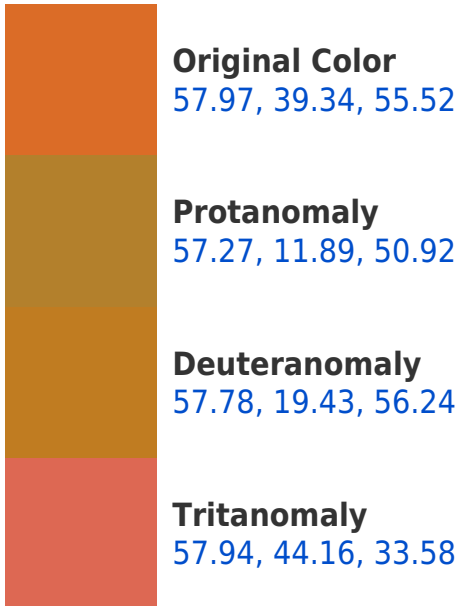 Original Color
57.97, 39.34, 55.52
Protanomaly
57.27, 11.89, 50.92
Deuteranomaly
57.78, 19.43, 56.24
Tritanomaly
57.94, 44.16, 33.58